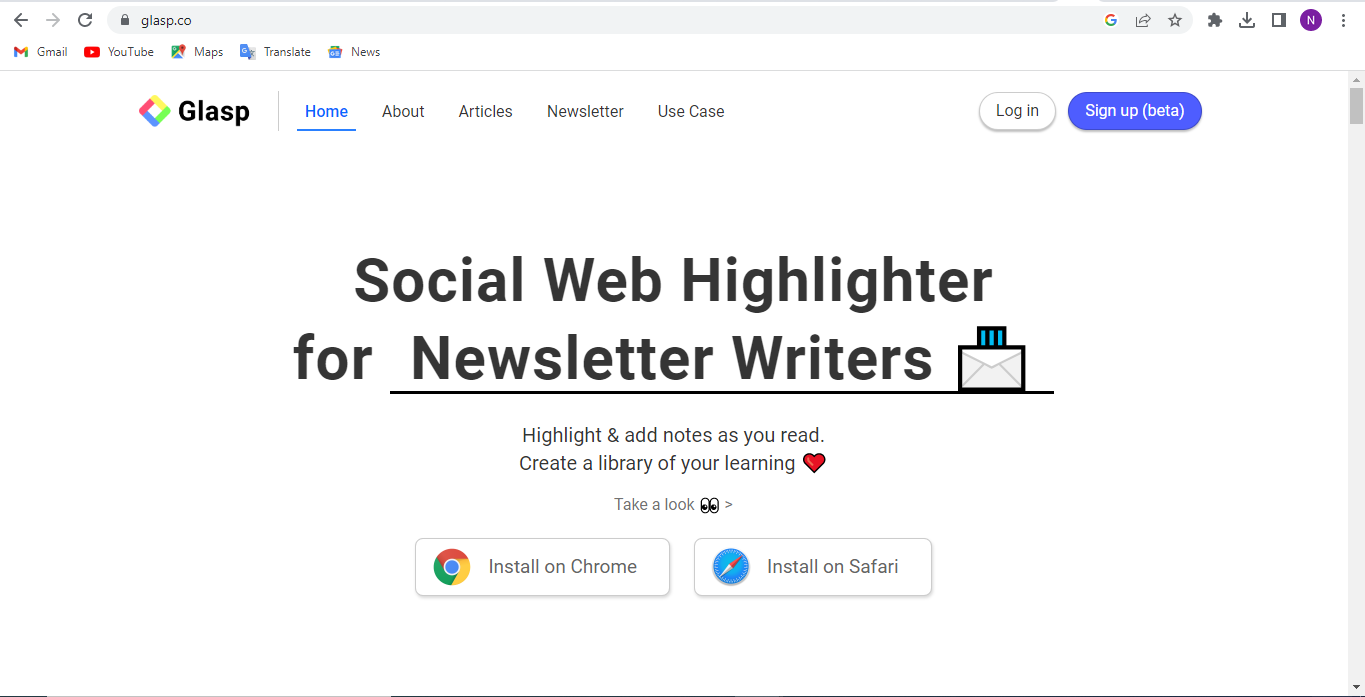 glasp.co
N
Gmail YouTube Maps Translate News
Glasp Home About Articles Newsletter Use Case Log in Sign up (beta)
Social Web Highlighter
for Newsletter Writers
Highlight & add notes as you read.
Create a library of your learning ❤️
Take a look 👀 >
Install on Chrome Install on Safari